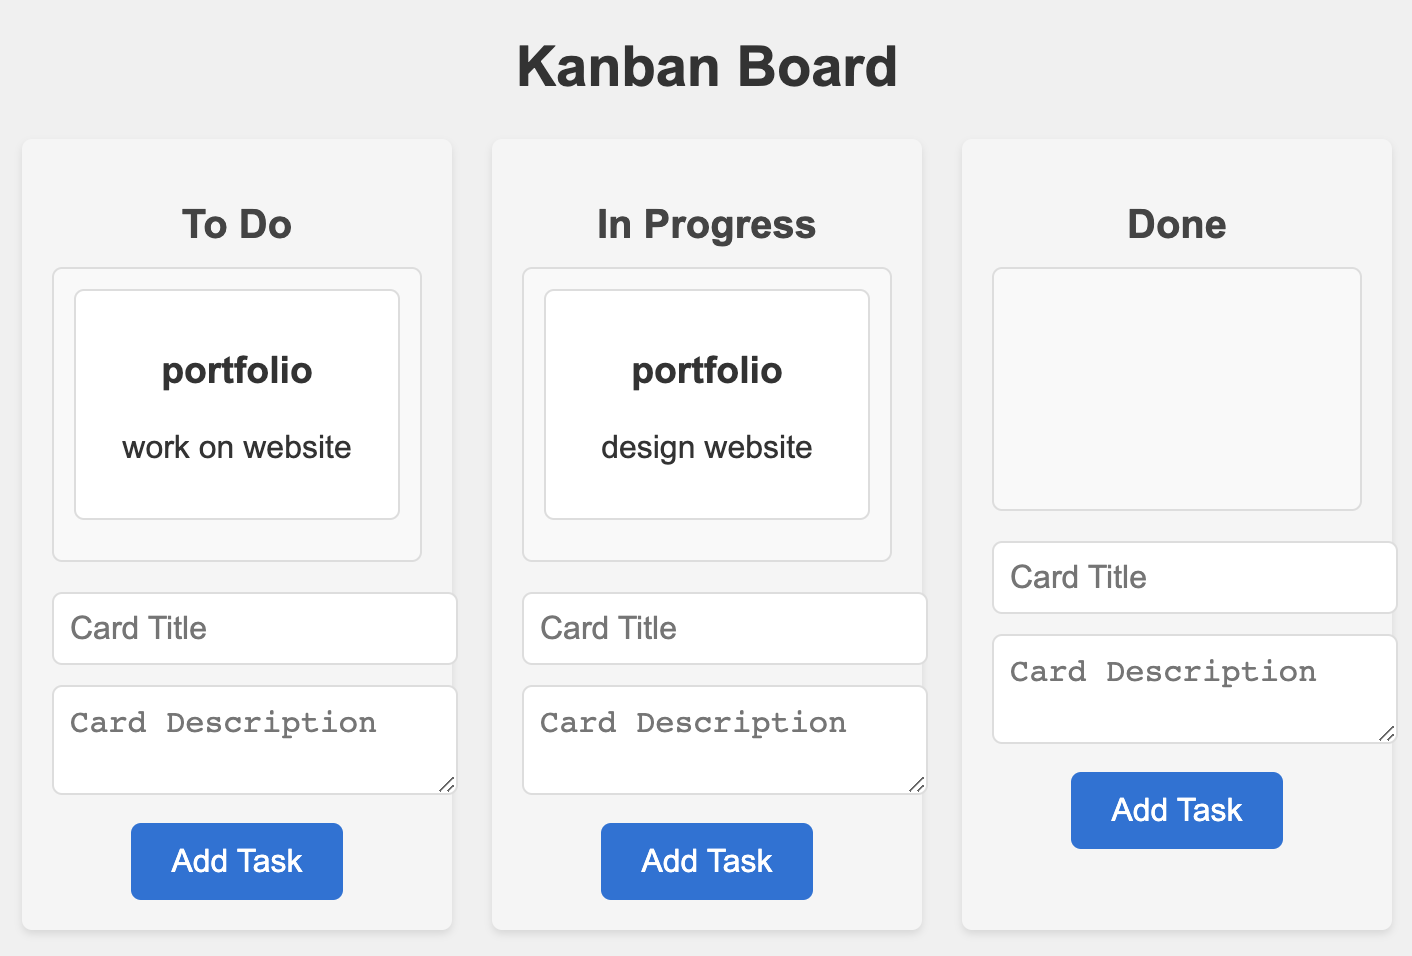 Kanban Board
To Do
portfolio
work on website
Card Title
Card Description
Add Task
In Progress
portfolio
design website
Card Title
Card Description
Add Task
Done
Card Title
Card Description
Add Task